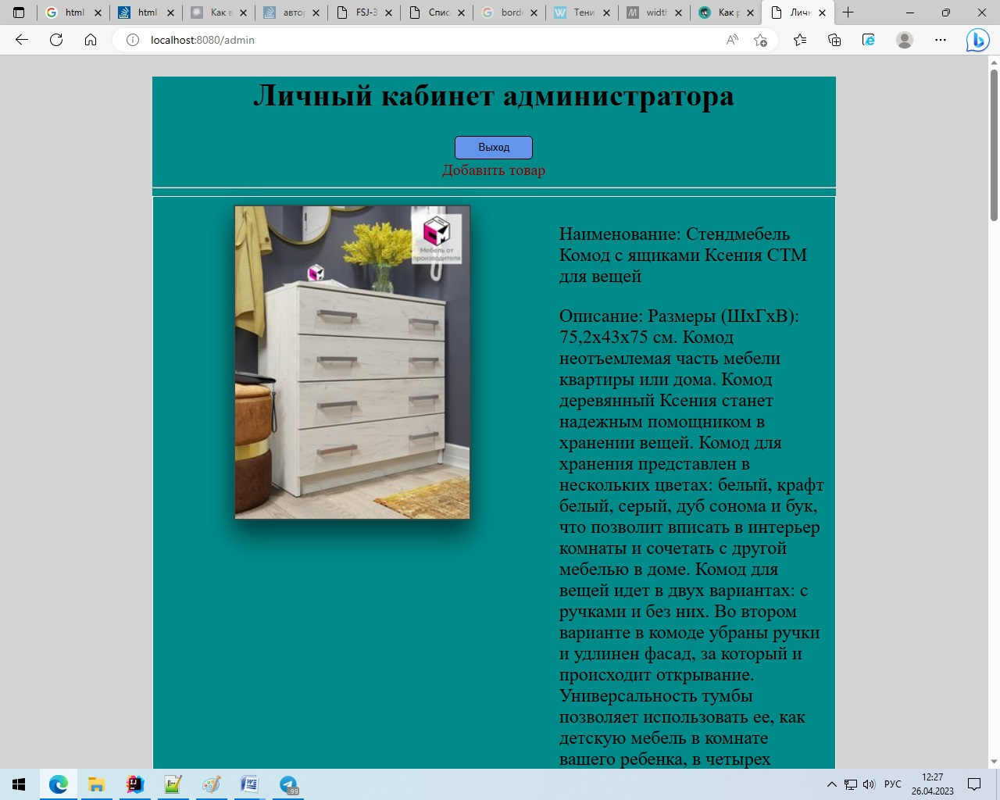 html
html
Как в
автор
FSJ-3
Списо
borde
Тени
width
Как р
Личн
localhost:8080/admin
Личный кабинет администратора
Выход
Добавить товар
Мебель от
производителя
Наименование: Стендмебель
Комод с ящиками Ксения СТМ
для вещей
Описание: Размеры (ШхГхВ):
75,2х43х75 см. Комод
неотъемлемая часть мебели
квартиры или дома. Комод
деревянный Ксения станет
надежным помощником в
хранении вещей. Комод для
хранения представлен в
нескольких цветах: белый, крафт
белый, серый, дуб сонома и бук,
что позволит вписать в интерьер
комнаты и сочетать с другой
мебелью в доме. Комод для
вещей идет в двух вариантах: с
ручками и без них. Во втором
варианте в комоде убраны ручки
и удлинен фасад, за который и
происходит открывание.
Универсальность тумбы
позволяет использовать ее, как
детскую мебель в комнате
вашего ребенка, в четырех
.99
РУС
12:27
26.04.2023